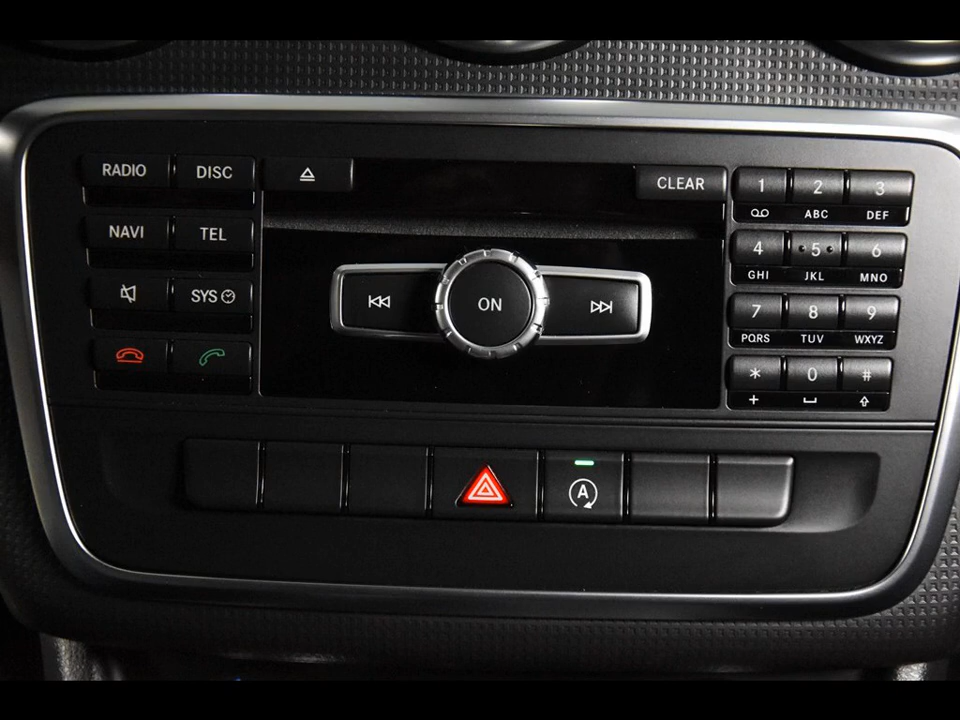 RADIO DISC CLEAR 1 2 3
ABC DEF
NAVI TEL 4 5 6
GHI JKL MNO
SYS ON 7 8 9
PQRS TUV WXYZ
* 0 #
+
A